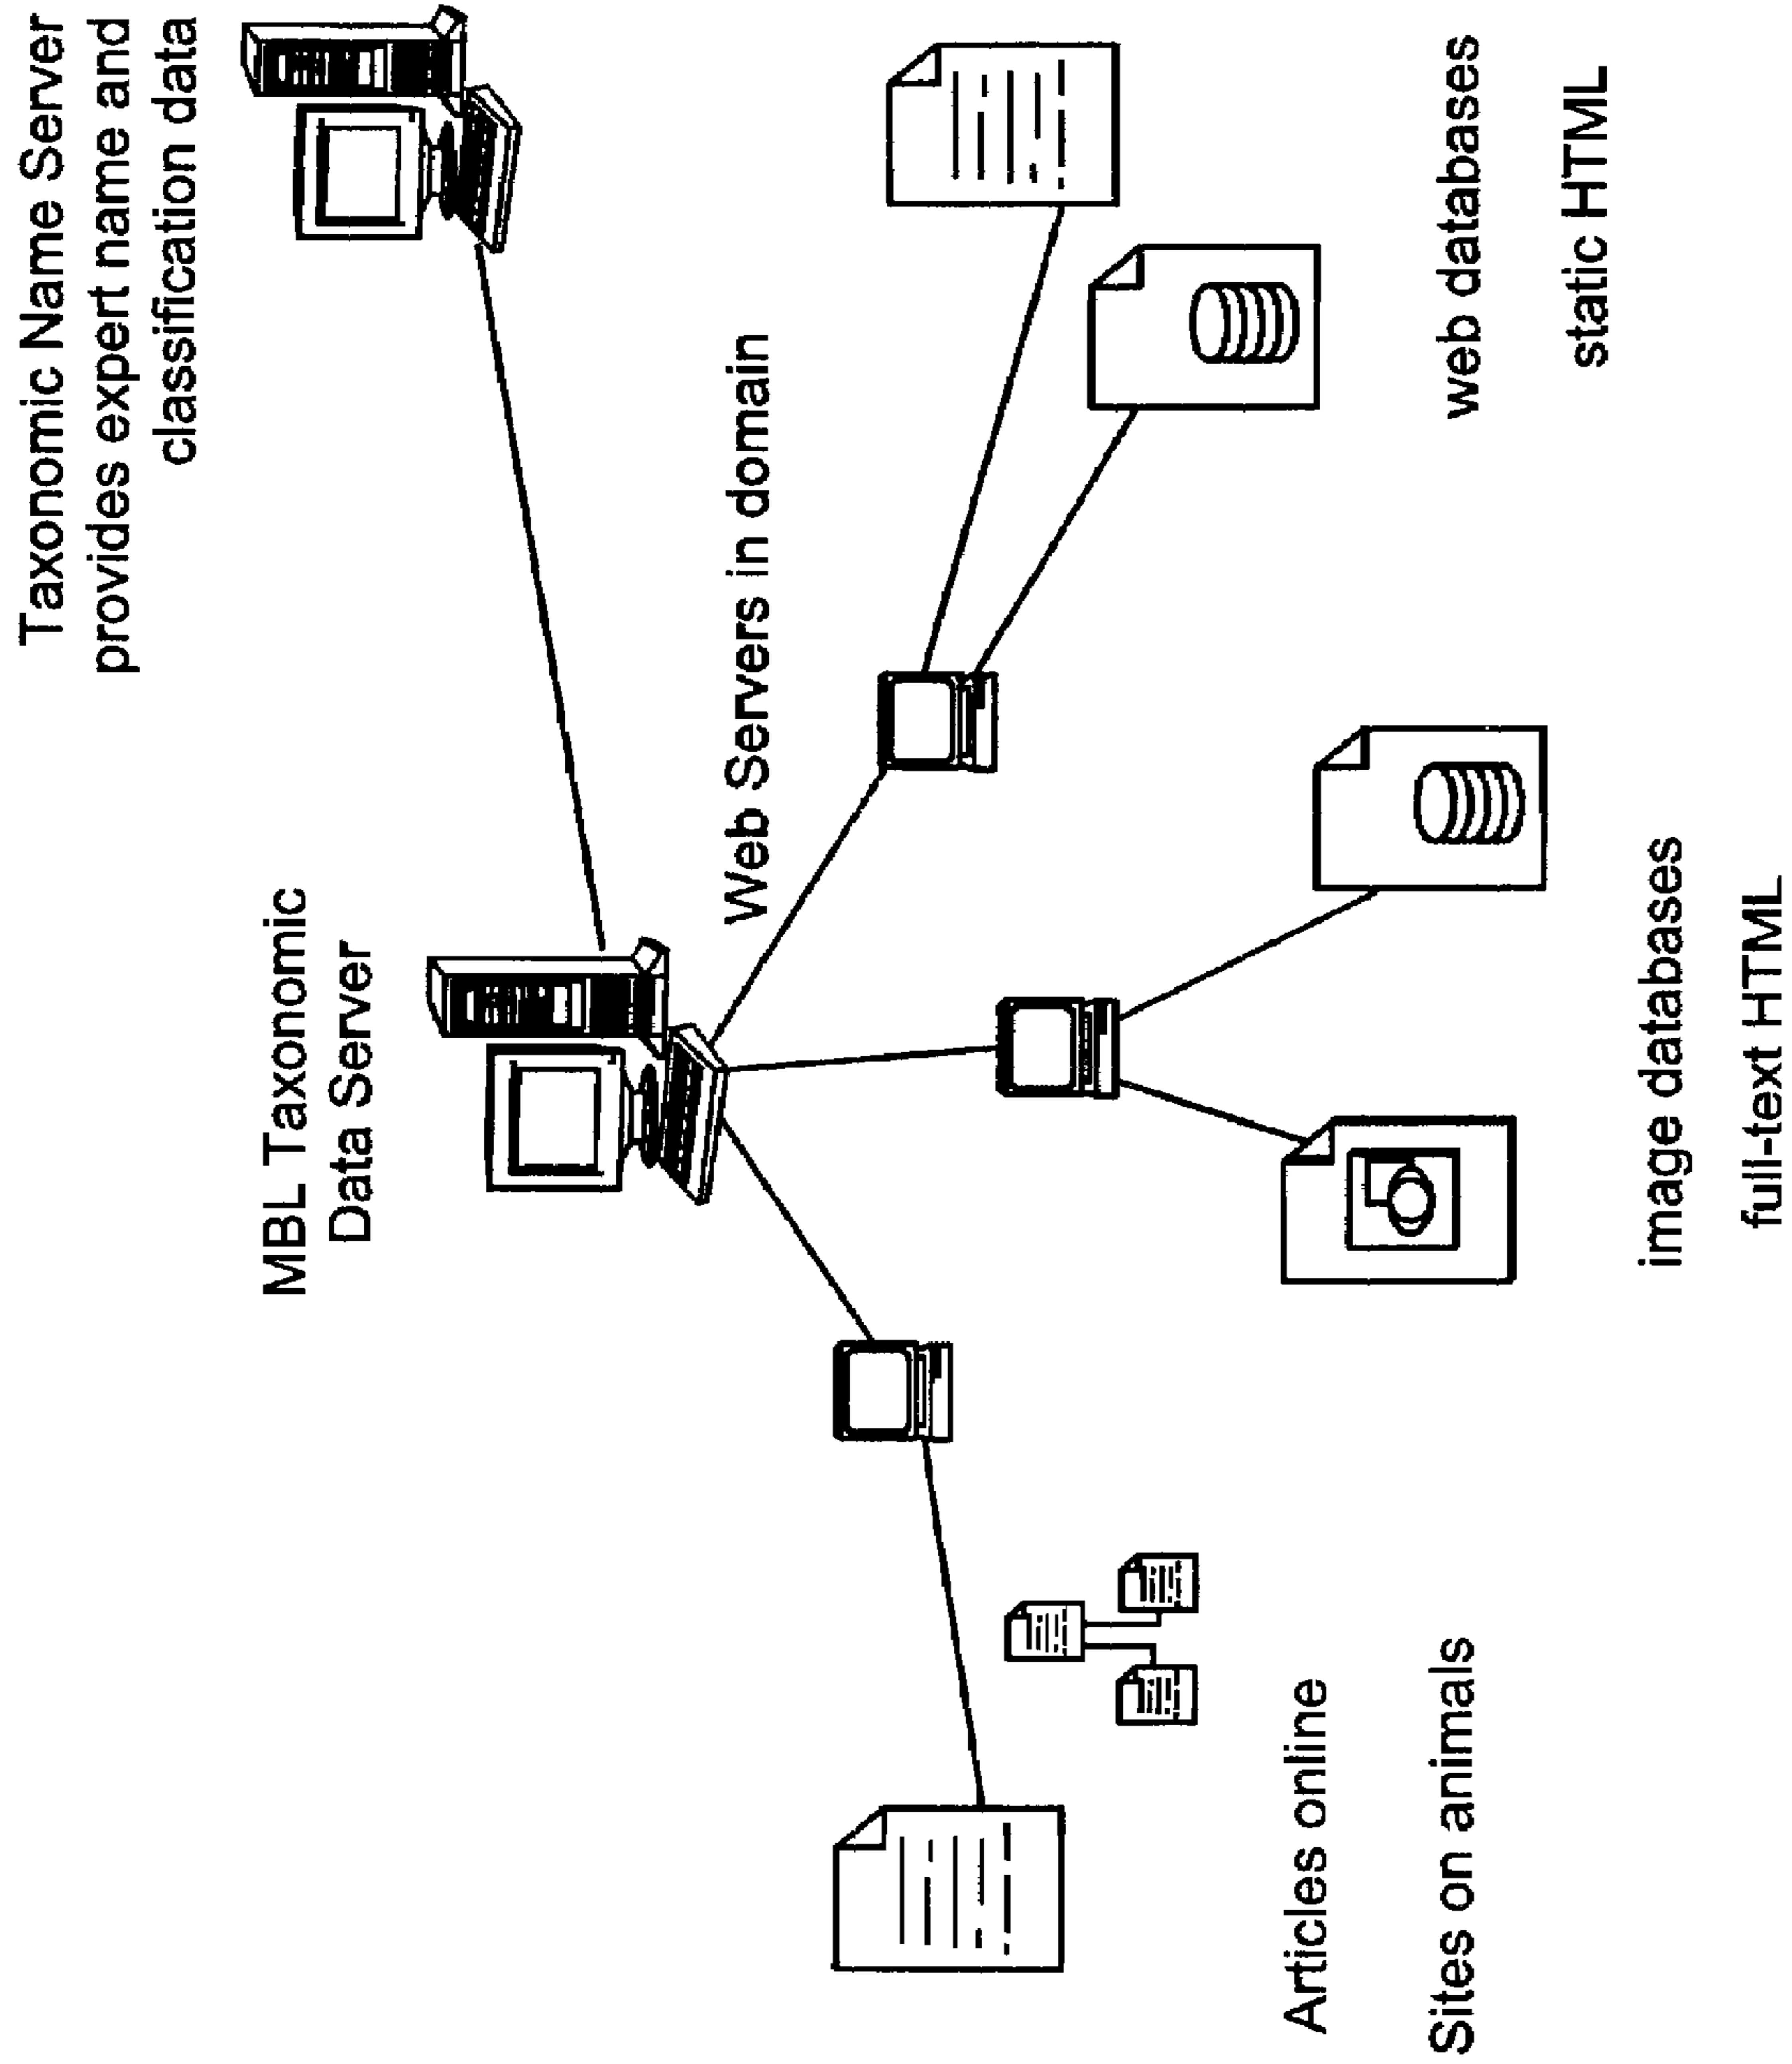 Taxonomic Name Server
provides expert name and
classification data
MBL Taxonomic
Data Server
Web Servers in domain
Articles online
Sites on animals
image databases
full-text HTML
web databases
static HTML